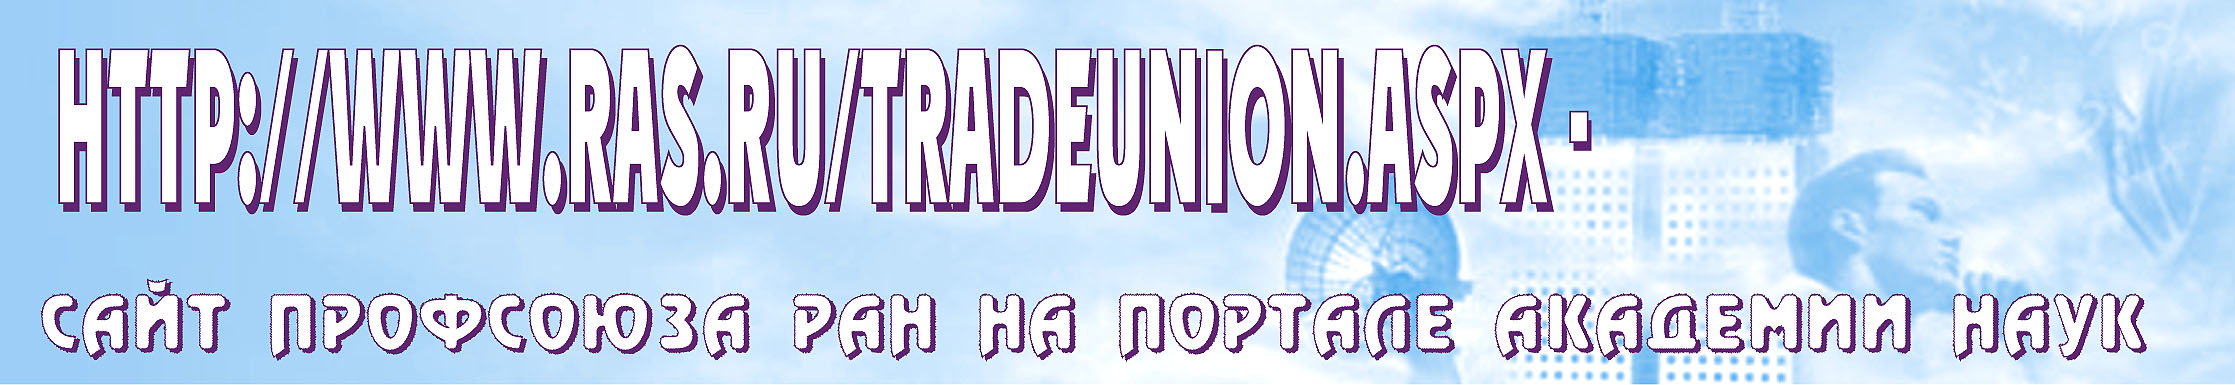 HTTP://WWW.RAS.RU/TRADEUNION.ASPX ·
САЙТ ПРОФСОЮЗА РАН НА ПОРТАЛЕ АКАДЕМИИ НАУК